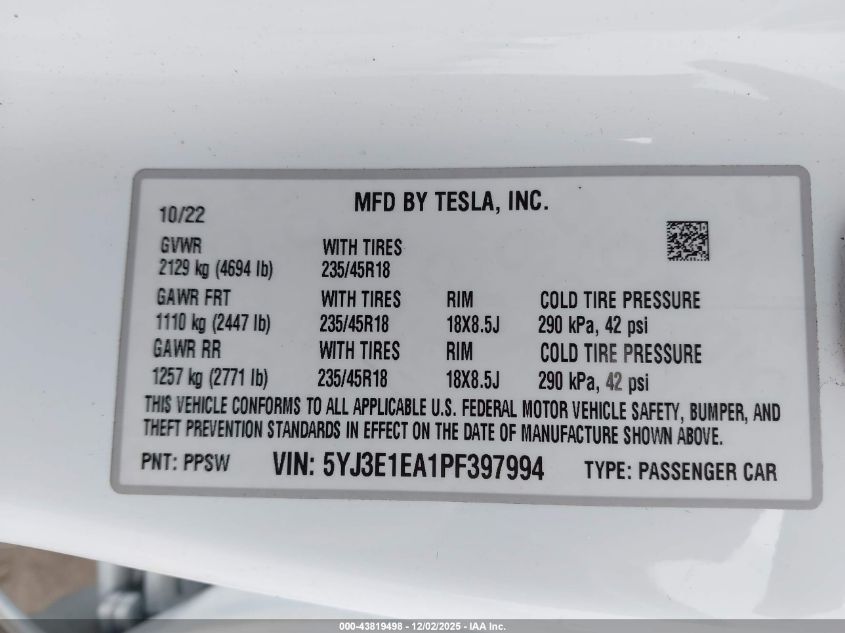 MFD BY TESLA, INC.
10/22
GVWR WITH TIRES
2129 kg (4694 lb) 235/45R18
GAWR FRT WITH TIRES RIM COLD TIRE PRESSURE
1110 kg (2447 lb) 235/45R18 18X8.5J 290 kPa, 42 psi
GAWR RR WITH TIRES RIM COLD TIRE PRESSURE
1257 kg (2771 lb) 235/45R18 18X8.5J 290 kPa, 42 psi
THIS VEHICLE CONFORMS TO ALL APPLICABLE U.S. FEDERAL MOTOR VEHICLE SAFETY, BUMPER, AND
THEFT PREVENTION STANDARDS IN EFFECT ON THE DATE OF MANUFACTURE SHOWN ABOVE.
PNT: PPSW VIN: 5YJ3E1EA1PF397994 TYPE: PASSENGER CAR
000-43819498 - 12/02/2025 - IAA Inc.